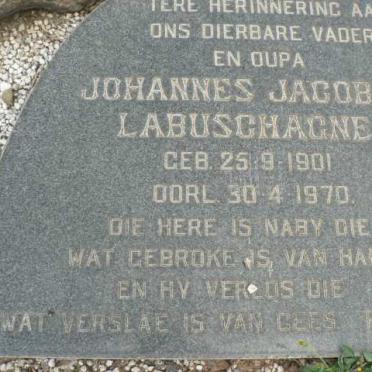 TERE HERINNERING AA
ONS DIERBARE VADER
EN OUPA
JOHANNES JACOB
LABUSCHAGNE
GEB. 25.9.1901
OORL. 30.4.1970.
DIE HERE IS NABY DIE
WAT GEBROKE IS VAN HA
EN HY VERLOS DIE
WAT VERSLAE IS VAN GEES.